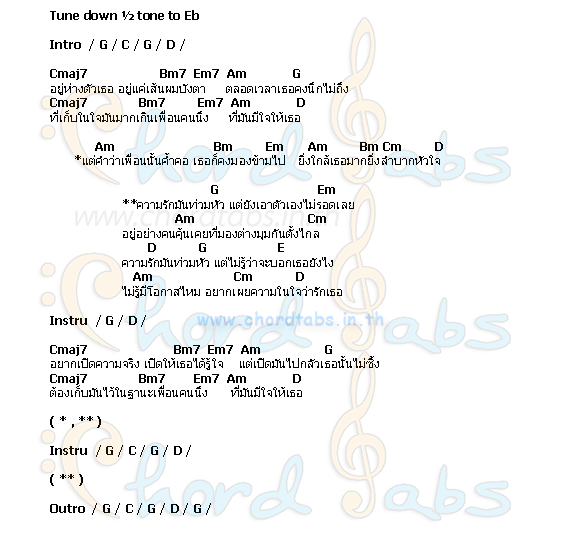 Tune down ½ tone to Eb
Intro / G / C / G / D /
Cmaj7 Bm7 Em7 Am G
อยู่ห่างตัวเธอ อยู่แค่เส้นผมบังตา ตลอดเวลาเธอคงนึกไม่ถึง
Cmaj7 Bm7 Em7 Am D
ที่เก็บในใจมันมากเกินเพื่อนคนนึง ที่มันมีใจให้เธอ
Am Bm Em Am Bm Cm D
*แต่คำว่าเพื่อนนั้นค้ำคอ เธอก็คงมองข้ามไป ยิ่งใกล้เธอมากยิ่งลำบากหัวใจ
G Em
**ความรักมันท่วมหัว แต่ยังเอาตัวเองไม่รอดเลย
Am Cm
อยู่อย่างคนคุ้นเคยที่มองต่างมุมกันตั้งไกล
D G E
ความรักมันท่วมหัว แต่ไม่รู้ว่าจะบอกเธอยังไง
Am Cm D
ไม่รู้มีโอกาสไหม อยากเผยความในใจว่ารักเธอ
Instru / G / D /
www.chordtabs.in.th
Cmaj7 Bm7 Em7 Am G
อยากเปิดความจริง เปิดให้เธอได้รู้ใจ แต่เปิดมันไปกลัวเธอนั้นไม่ซึ้ง
Cmaj7 Bm7 Em7 Am D
ต้องเก็บมันไว้ในฐานะเพื่อนคนนึง ที่มันมีใจให้เธอ
( * , ** )
Instru / G / C / G / D /
( ** )
Outro / G / C / G / D / G /
Chord Tabs